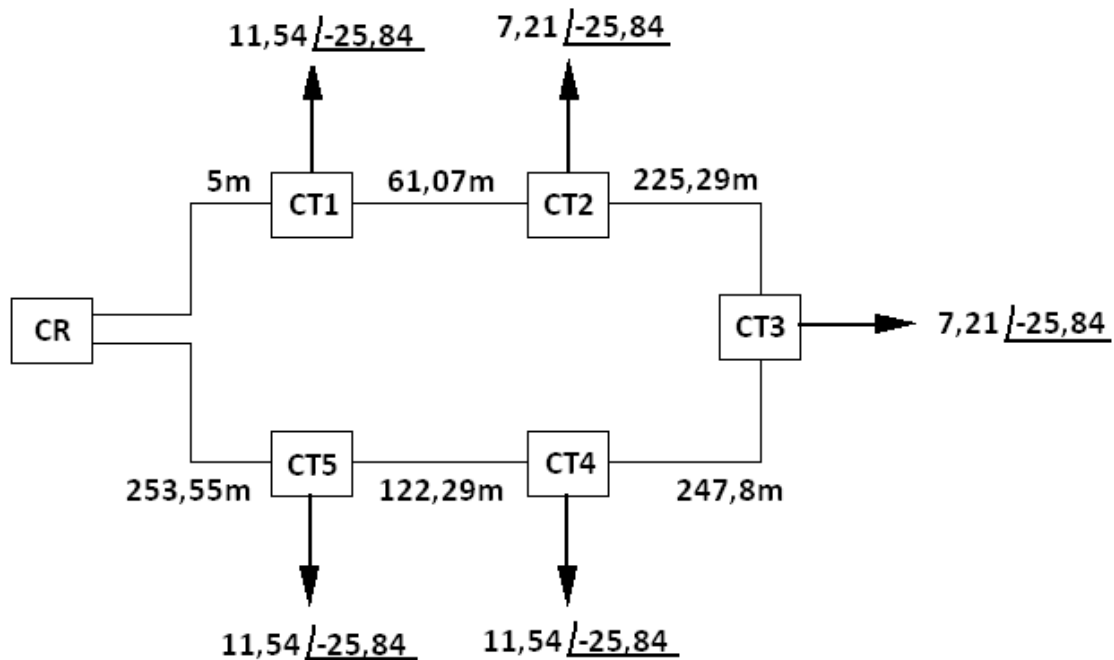 11,54 /-25,84
7,21 /-25,84
5m
61,07m
225,29m
CT1
CT2
CR
CT3
7,21 /-25,84
CT5
CT4
253,55m
122,29m
247,8m
11,54 /-25,84
11,54 /-25,84